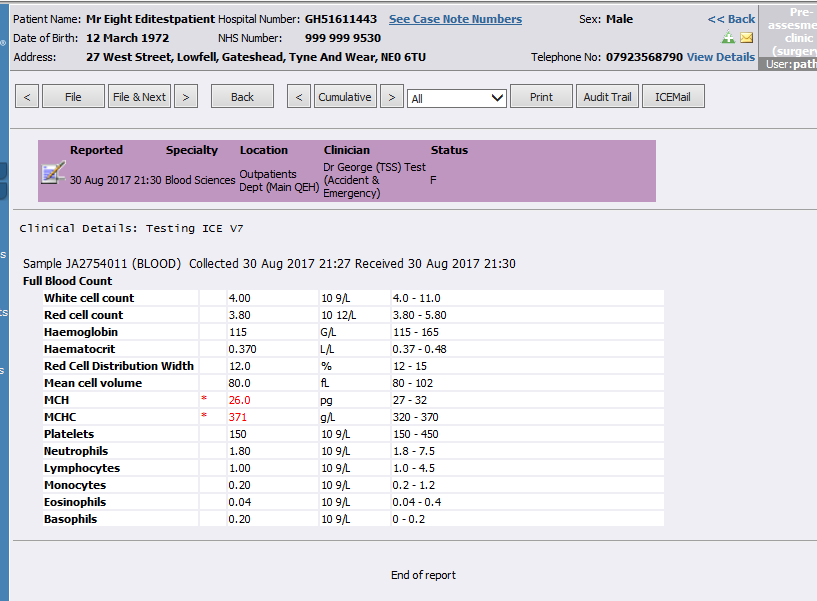 Patient Name: Mr Eight Editestpatient Hospital Number: GH51611443 See Case Note Numbers Sex: Male << Back
Date of Birth: 12 March 1972 NHS Number: 999 999 9530
Address: 27 West Street, Lowfell, Gateshead, Tyne And Wear, NE0 6TU Telephone No: 07923568790 View Details
Pre-
assesme
clinic
(surgery
User:path
< File File & Next > Back < Cumulative > All Print Audit Trail ICEMail
Reported Specialty Location Clinician Status
30 Aug 2017 21:30 Blood Sciences Outpatients Dept (Main QEH) Dr George (TSS) Test (Accident & Emergency) F
Clinical Details: Testing ICE V7
Sample JA2754011 (BLOOD) Collected 30 Aug 2017 21:27 Received 30 Aug 2017 21:30
Full Blood Count
White cell count 4.00 10 9/L 4.0 - 11.0
Red cell count 3.80 10 12/L 3.80 - 5.80
Haemoglobin 115 G/L 115 - 165
Haematocrit 0.370 L/L 0.37 - 0.48
Red Cell Distribution Width 12.0 % 12 - 15
Mean cell volume 80.0 fL 80 - 102
MCH * 26.0 pg 27 - 32
MCHC * 371 g/L 320 - 370
Platelets 150 10 9/L 150 - 450
Neutrophils 1.80 10 9/L 1.8 - 7.5
Lymphocytes 1.00 10 9/L 1.0 - 4.5
Monocytes 0.20 10 9/L 0.2 - 1.2
Eosinophils 0.04 10 9/L 0.04 - 0.4
Basophils 0.20 10 9/L 0 - 0.2
End of report